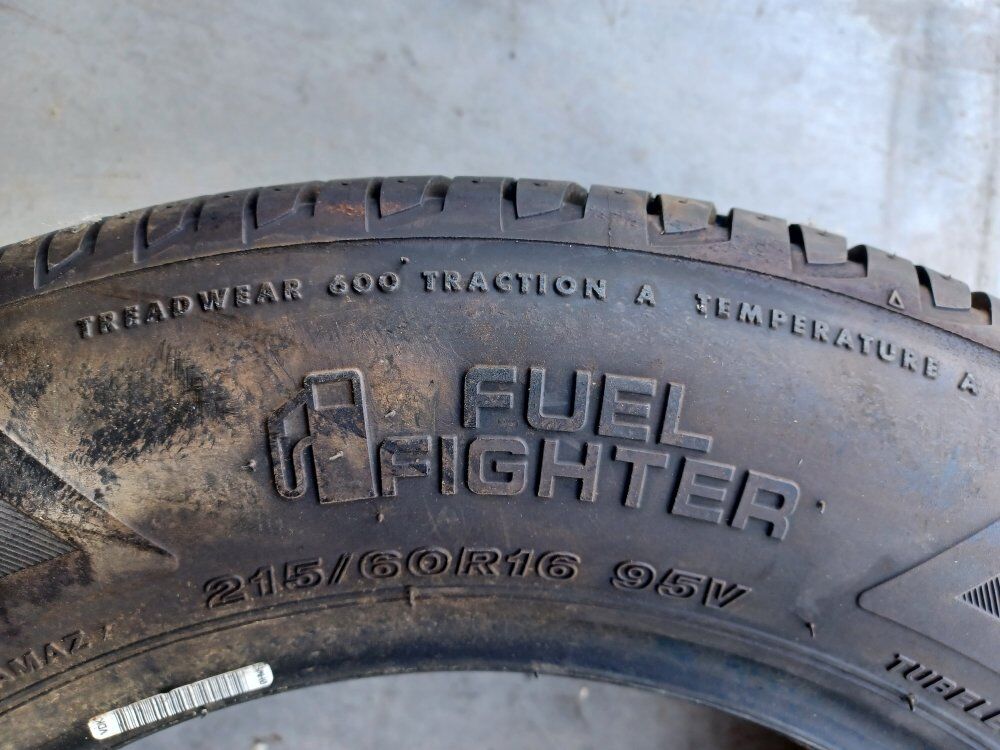 TREADWEAR 600 TRACTION A TEMPERATURE A
FUEL
FIGHTER
215/60R16 95V